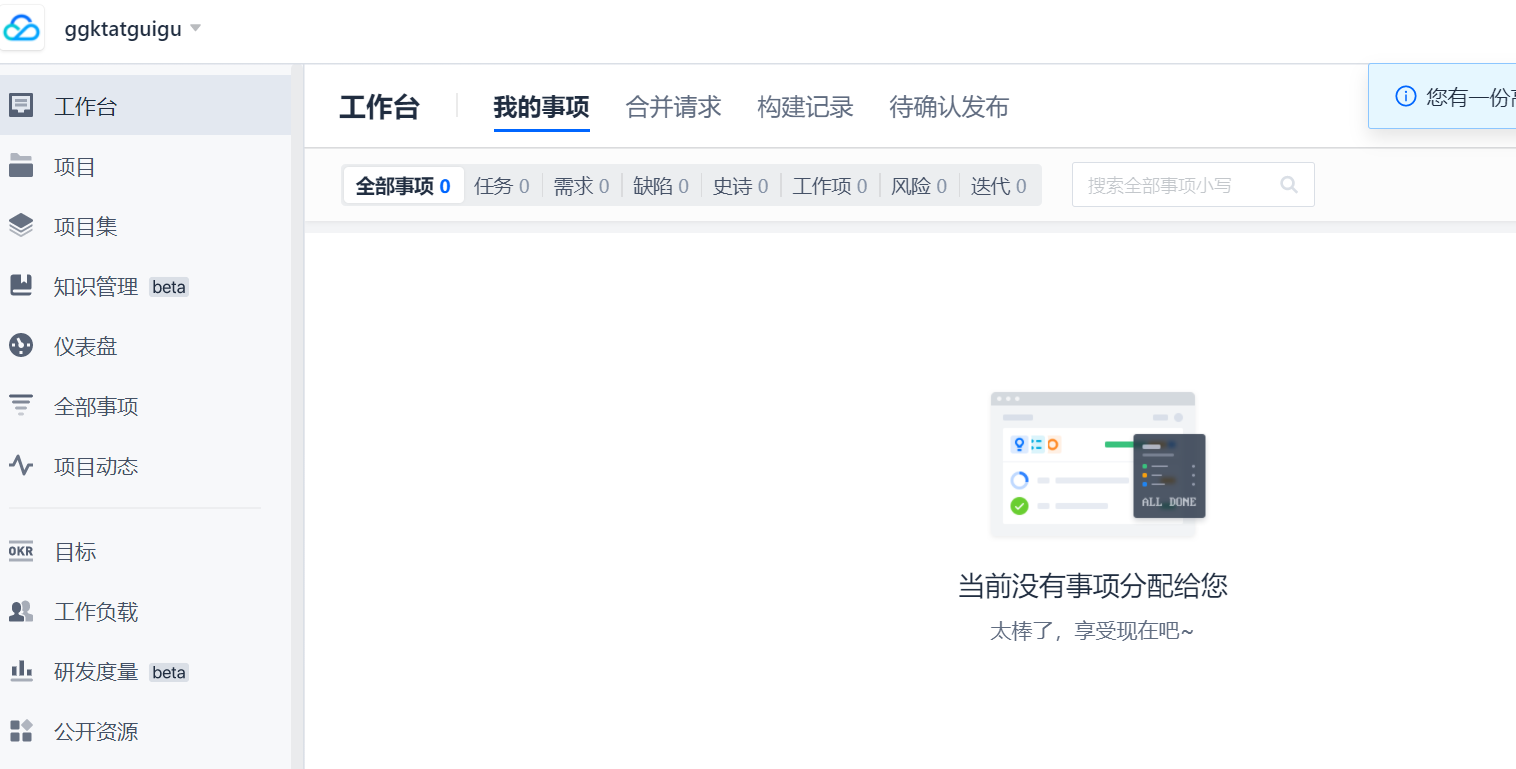 ggktatguigu
工作台
项目
项目集
知识管理 beta
仪表盘
全部事项
项目动态
OKR 目标
工作负载
研发度量 beta
公开资源
工作台 我的事项 合并请求 构建记录 待确认发布
您有一份高
全部事项 0 任务 0 需求 0 缺陷 0 史诗 0 工作项 0 风险 0 迭代 0
搜索全部事项小写
ALL DONE
当前没有事项分配给您
太棒了，享受现在吧~